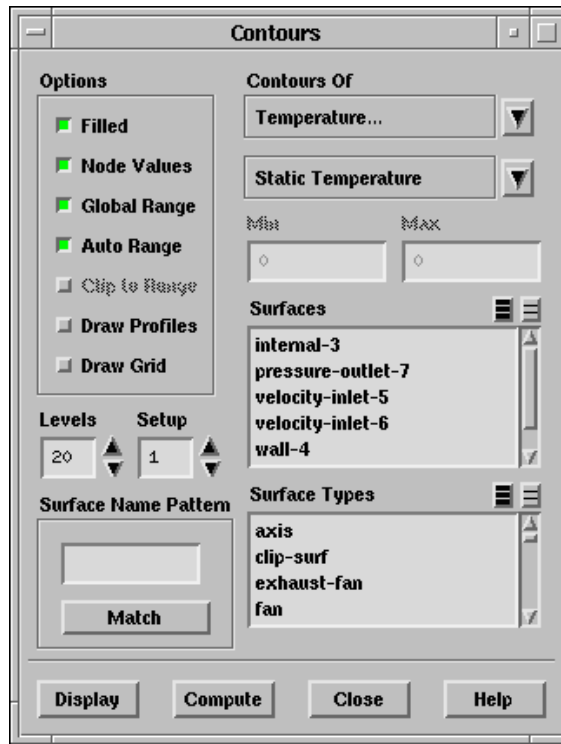 Contours
Options
Filled
Node Values
Global Range
Auto Range
Clip to Range
Draw Profiles
Draw Grid
Levels
Setup
20
1
Surface Name Pattern
Match
Contours Of
Temperature...
Static Temperature
Min
Max
0
0
Surfaces
internal-3
pressure-outlet-7
velocity-inlet-5
velocity-inlet-6
wall-4
Surface Types
axis
clip-surf
exhaust-fan
fan
Display
Compute
Close
Help